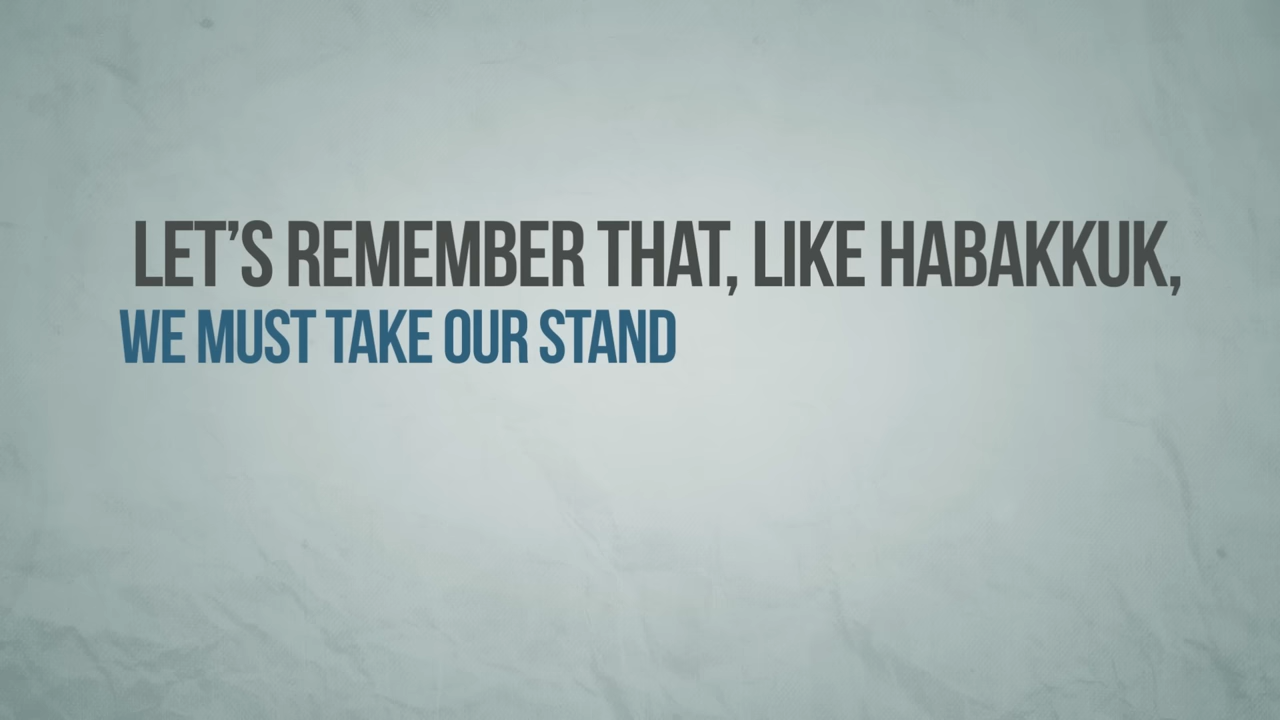 LET’S REMEMBER THAT, LIKE HABAKKUK,
WE MUST TAKE OUR STAND